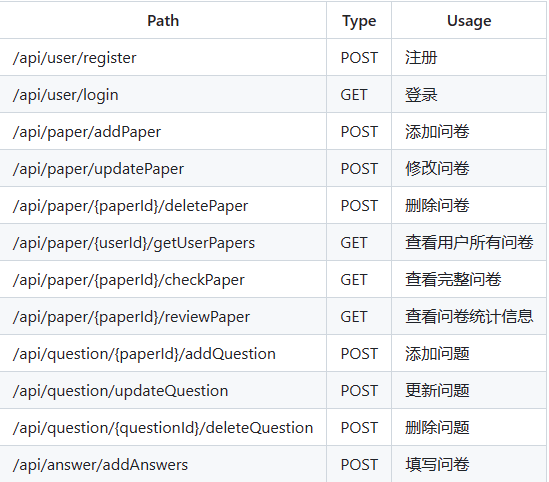 Path Type Usage
/api/user/register POST 注册
/api/user/login GET 登录
/api/paper/addPaper POST 添加问卷
/api/paper/updatePaper POST 修改问卷
/api/paper/{paperId}/deletePaper POST 删除问卷
/api/paper/{userId}/getUserPapers GET 查看用户所有问卷
/api/paper/{paperId}/checkPaper GET 查看完整问卷
/api/paper/{paperId}/reviewPaper GET 查看问卷统计信息
/api/question/{paperId}/addQuestion POST 添加问题
/api/question/updateQuestion POST 更新问题
/api/question/{questionId}/deleteQuestion POST 删除问题
/api/answer/addAnswers POST 填写问卷